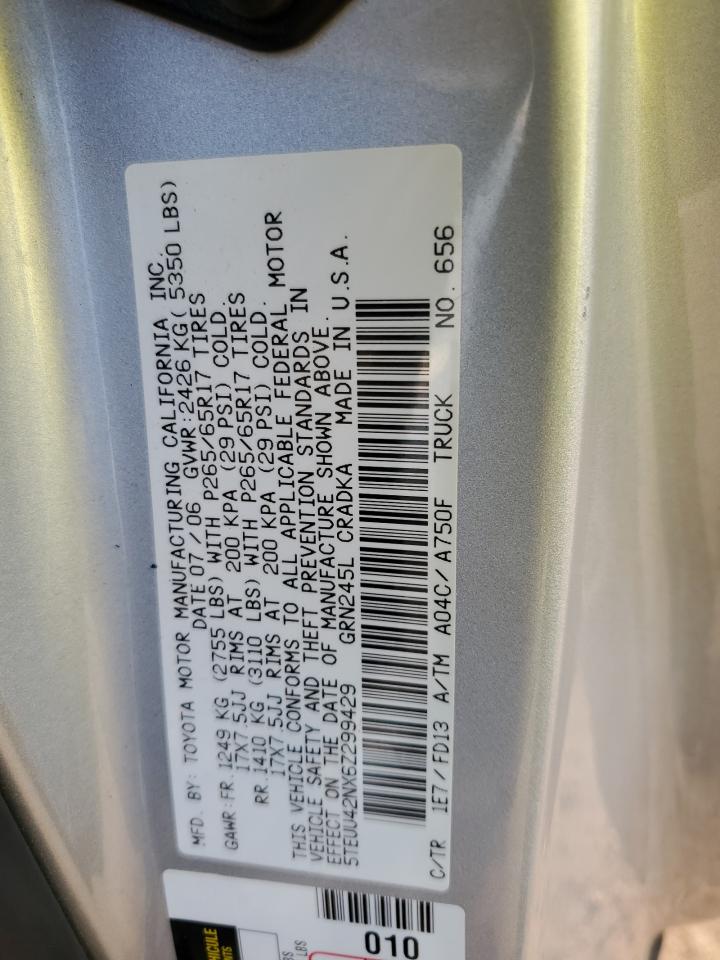 MFD. BY: TOYOTA MOTOR MANUFACTURING CALIFORNIA INC.
DATE 07/06 GVWR:2426 KG( 5350 LBS)
GAWR:FR.1249 KG (2755 LBS) WITH P265/65R17 TIRES
17X7.5JJ RIMS AT 200 KPA (29 PSI) COLD.
RR.1410 KG (3110 LBS) WITH P265/65R17 TIRES
17X7.5JJ RIMS AT 200 KPA (29 PSI) COLD.
THIS VEHICLE CONFORMS TO ALL APPLICABLE FEDERAL MOTOR
VEHICLE SAFETY AND THEFT PREVENTION STANDARDS IN
EFFECT ON THE DATE OF MANUFACTURE SHOWN ABOVE.
5TEUU42NX6Z299429 GRN245L CRADKA MADE IN U.S.A.
C/TR 1E7/FD13 A/TM A04C/A750F TRUCK NO. 656
LBS
010